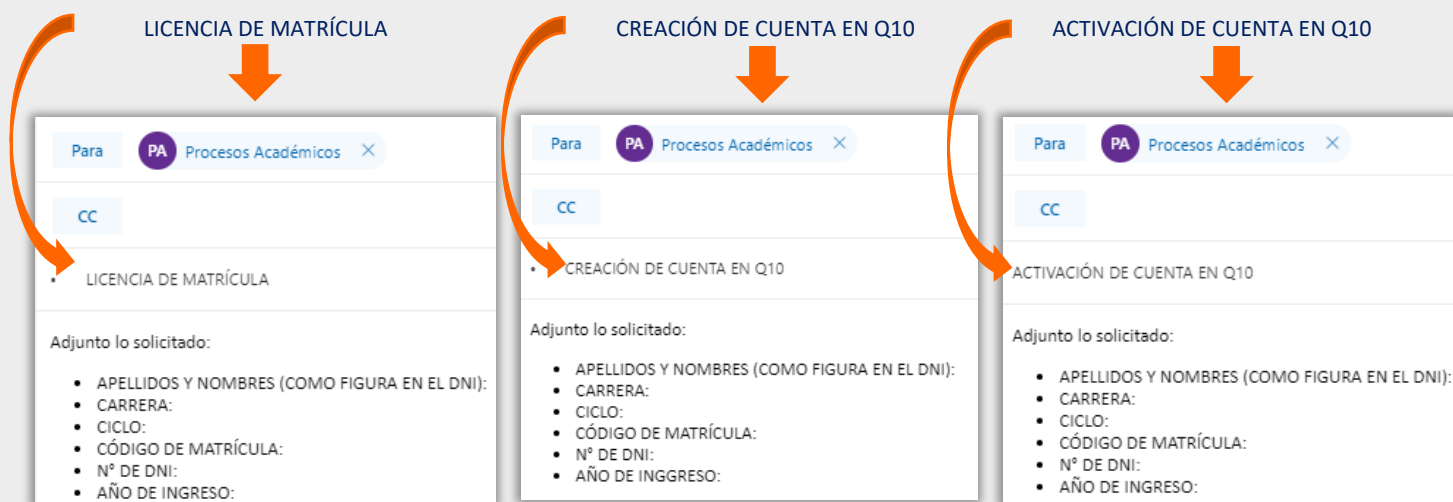 LICENCIA DE MATRÍCULA
Para
PA
Procesos Académicos ×
CC
• LICENCIA DE MATRÍCULA
Adjunto lo solicitado:
• APELLIDOS Y NOMBRES (COMO FIGURA EN EL DNI):
• CARRERA:
• CICLO:
• CÓDIGO DE MATRÍCULA:
• Nº DE DNI:
• AÑO DE INGRESO:
CREACIÓN DE CUENTA EN Q10
Para
PA
Procesos Académicos ×
CC
• CREACIÓN DE CUENTA EN Q10
Adjunto lo solicitado:
• APELLIDOS Y NOMBRES (COMO FIGURA EN EL DNI):
• CARRERA:
• CICLO:
• CÓDIGO DE MATRÍCULA:
• Nº DE DNI:
• AÑO DE INGGRESO:
ACTIVACIÓN DE CUENTA EN Q10
Para
PA
Procesos Académicos ×
CC
ACTIVACIÓN DE CUENTA EN Q10
Adjunto lo solicitado:
• APELLIDOS Y NOMBRES (COMO FIGURA EN EL DNI):
• CARRERA:
• CICLO:
• CÓDIGO DE MATRÍCULA:
• Nº DE DNI:
• AÑO DE INGRESO: